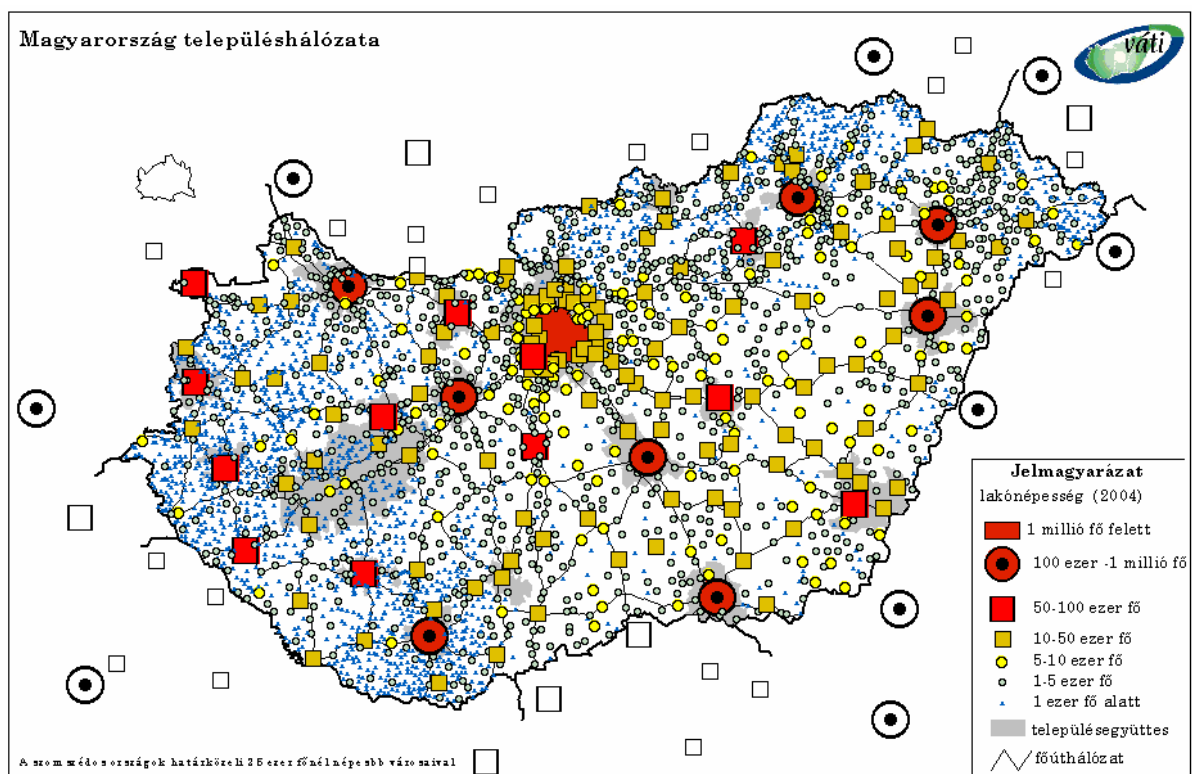 Magyarország településhálózata
váti
Jelmagyarázat
lakónépesség (2004)
1 millió fő felett
100 ezer -1 millió fő
50-100 ezer fő
10-50 ezer fő
5-10 ezer fő
1-5 ezer fő
1 ezer fő alatt
településegyüttes
főúthálózat
A szomszédos országok határköreli 25 ezer főnél népesebb városaival